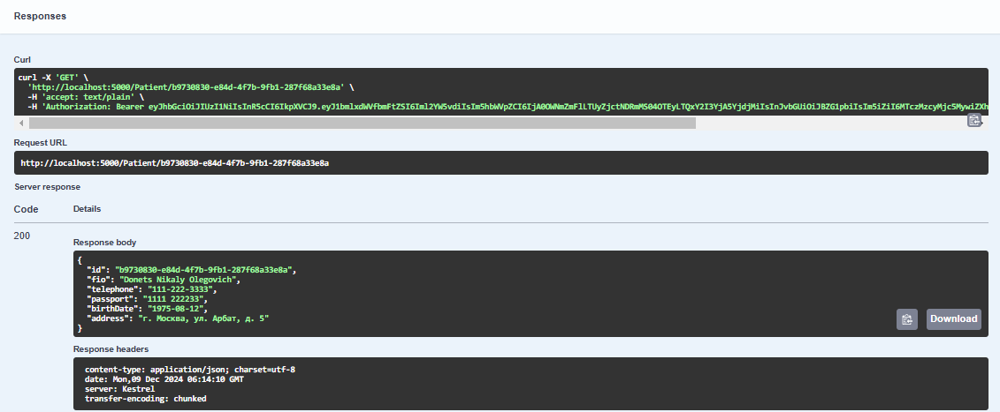 Responses
Curl
curl -X 'GET' \
'http://localhost:5000/Patient/b9730830-e84d-4f7b-9fb1-287f68a33e8a' \
-H 'accept: text/plain' \
-H 'Authorization: Bearer
Request URL
http://localhost:5000/Patient/b9730830-e84d-4f7b-9fb1-287f68a33e8a
Server response
Code Details
200
Response body
{
"id": "b9730830-e84d-4f7b-9fb1-287f68a33e8a",
"fio": "Donets Nikaly Olegovich",
"telephone": "111-222-3333",
"passport": "1111 222233",
"birthDate": "1975-08-12",
"address": "г. Москва, ул. Арбат, д. 5"
}
Download
Response headers
content-type: application/json; charset=utf-8
date: Mon,09 Dec 2024 06:14:10 GMT
server: Kestrel
transfer-encoding: chunked